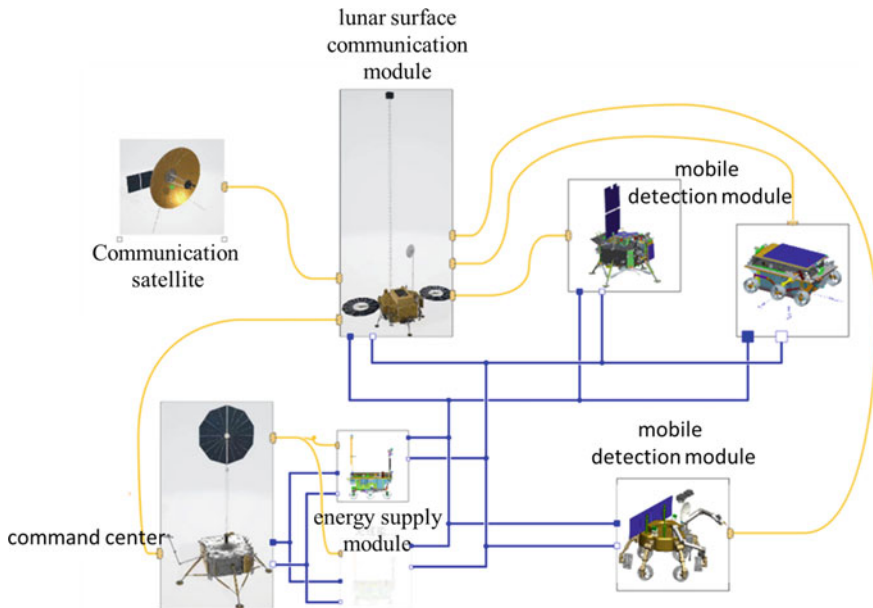 lunar surface
communication
module
mobile
detection module
Communication
satellite
mobile
detection module
energy supply
module
command center